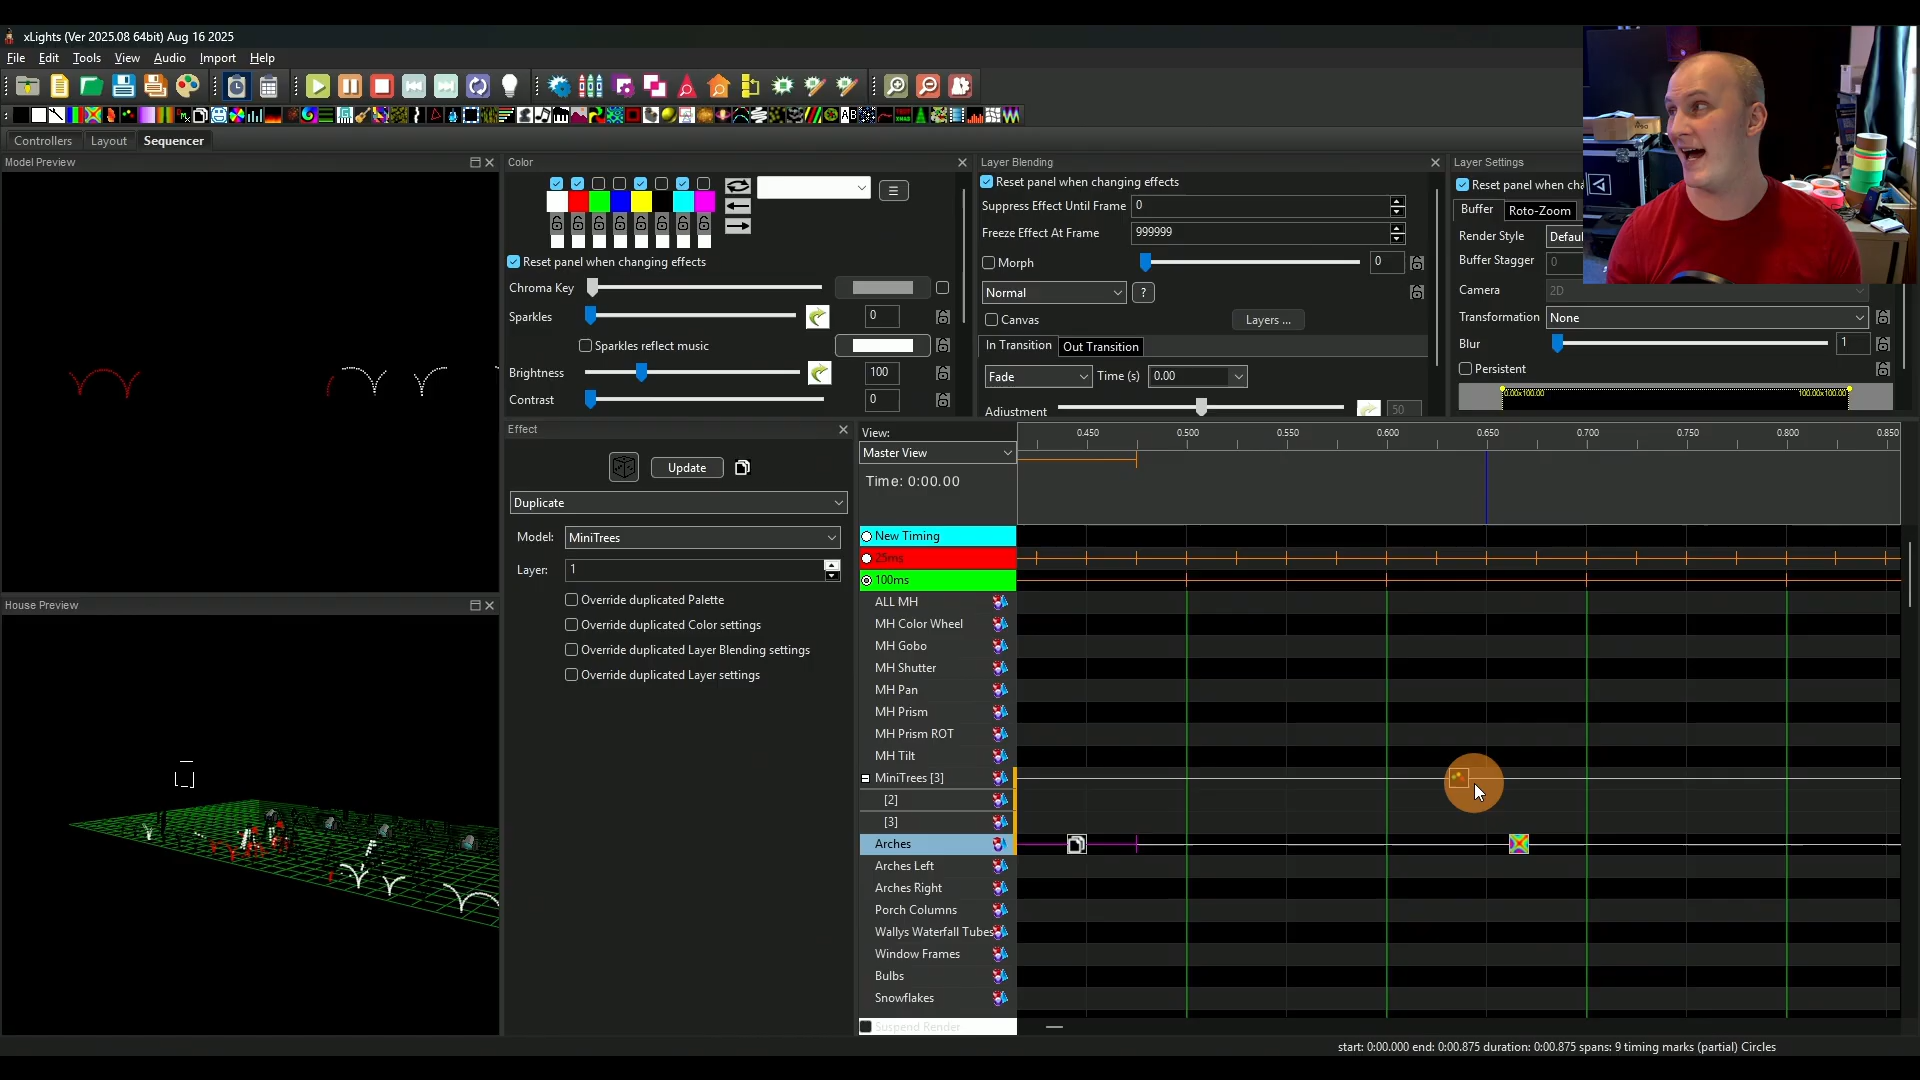 xLights (Ver 2025.08 64bit) Aug 16 2025
File Edit Tools View Audio Import Help
Controllers Layout Sequencer
Model Preview
Color
Layer Blending
Layer Settings
Reset panel when changing effects
Reset panel when cha
Suppress Effect Until Frame 0
Buffer Roto-Zoom
Freeze Effect At Frame 999999
Render Style Defaul
Reset panel when changing effects
Morph 0
Buffer Stagger 0
Chroma Key
Normal ?
Camera 2D
Sparkles 0
Canvas Layers ...
Transformation None
Sparkles reflect music
In Transition Out Transition
Blur 1
Brightness 100
Fade Time (s) 0.00
Persistent
Contrast 0
Adjustment 50
0.00x100.00 100.00x100.00
Effect
Update
Duplicate
Model: MiniTrees
Layer: 1
Override duplicated Palette
Override duplicated Color settings
Override duplicated Layer Blending settings
Override duplicated Layer settings
House Preview
View:
Master View
Time: 0:00.00
0.450 0.500 0.550 0.600 0.650 0.700 0.750 0.800 0.850
New Timing
25ms
100ms
ALL MH
MH Color Wheel
MH Gobo
MH Shutter
MH Pan
MH Prism
MH Prism ROT
MH Tilt
MiniTrees [3]
[2]
[3]
Arches
Arches Left
Arches Right
Porch Columns
Wallys Waterfall Tubes
Window Frames
Bulbs
Snowflakes
Suspend Render
start: 0:00.000 end: 0:00.875 duration: 0:00.875 spans: 9 timing marks (partial) Circles